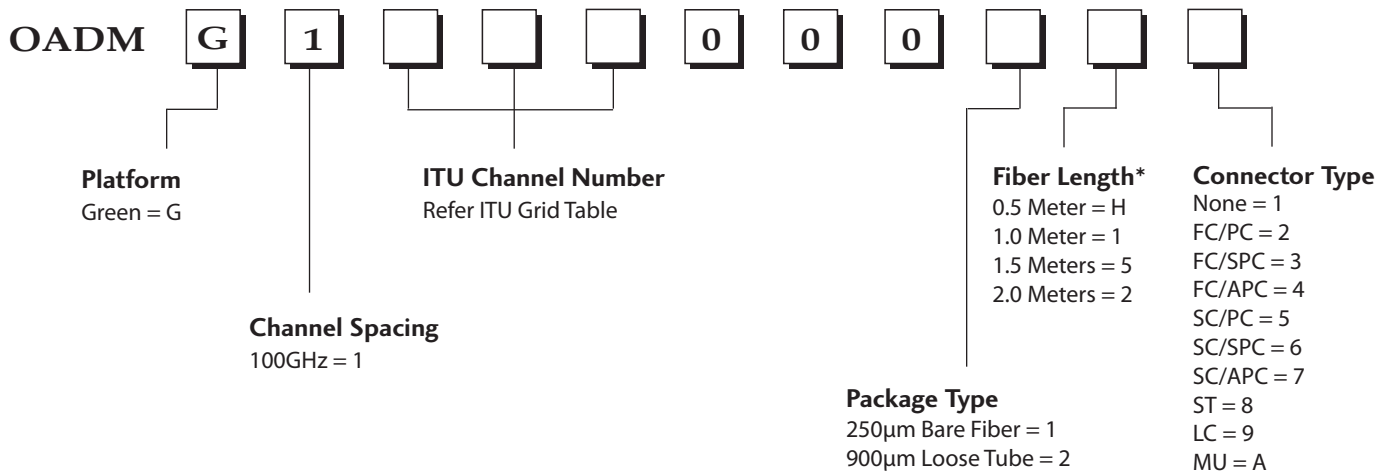 OADM G 1 0 0 0
Platform
Green = G
ITU Channel Number
Refer ITU Grid Table
Channel Spacing
100GHz = 1
Package Type
250µm Bare Fiber = 1
900µm Loose Tube = 2
Fiber Length*
0.5 Meter = H
1.0 Meter = 1
1.5 Meters = 5
2.0 Meters = 2
Connector Type
None = 1
FC/PC = 2
FC/SPC = 3
FC/APC = 4
SC/PC = 5
SC/SPC = 6
SC/APC = 7
ST = 8
LC = 9
MU = A